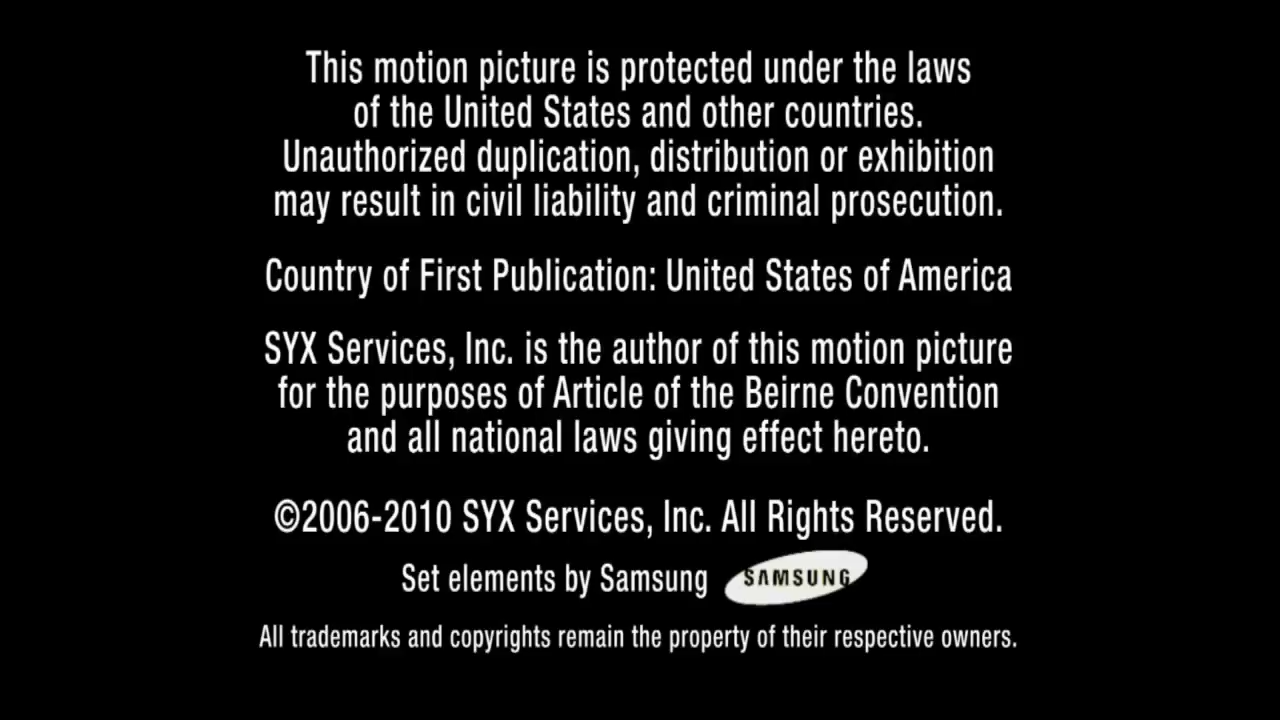 This motion picture is protected under the laws
of the United States and other countries.
Unauthorized duplication, distribution or exhibition
may result in civil liability and criminal prosecution.
Country of First Publication: United States of America
SYX Services, Inc. is the author of this motion picture
for the purposes of Article of the Beirne Convention
and all national laws giving effect hereto.
©2006-2010 SYX Services, Inc. All Rights Reserved.
Set elements by Samsung SAMSUNG
All trademarks and copyrights remain the property of their respective owners.